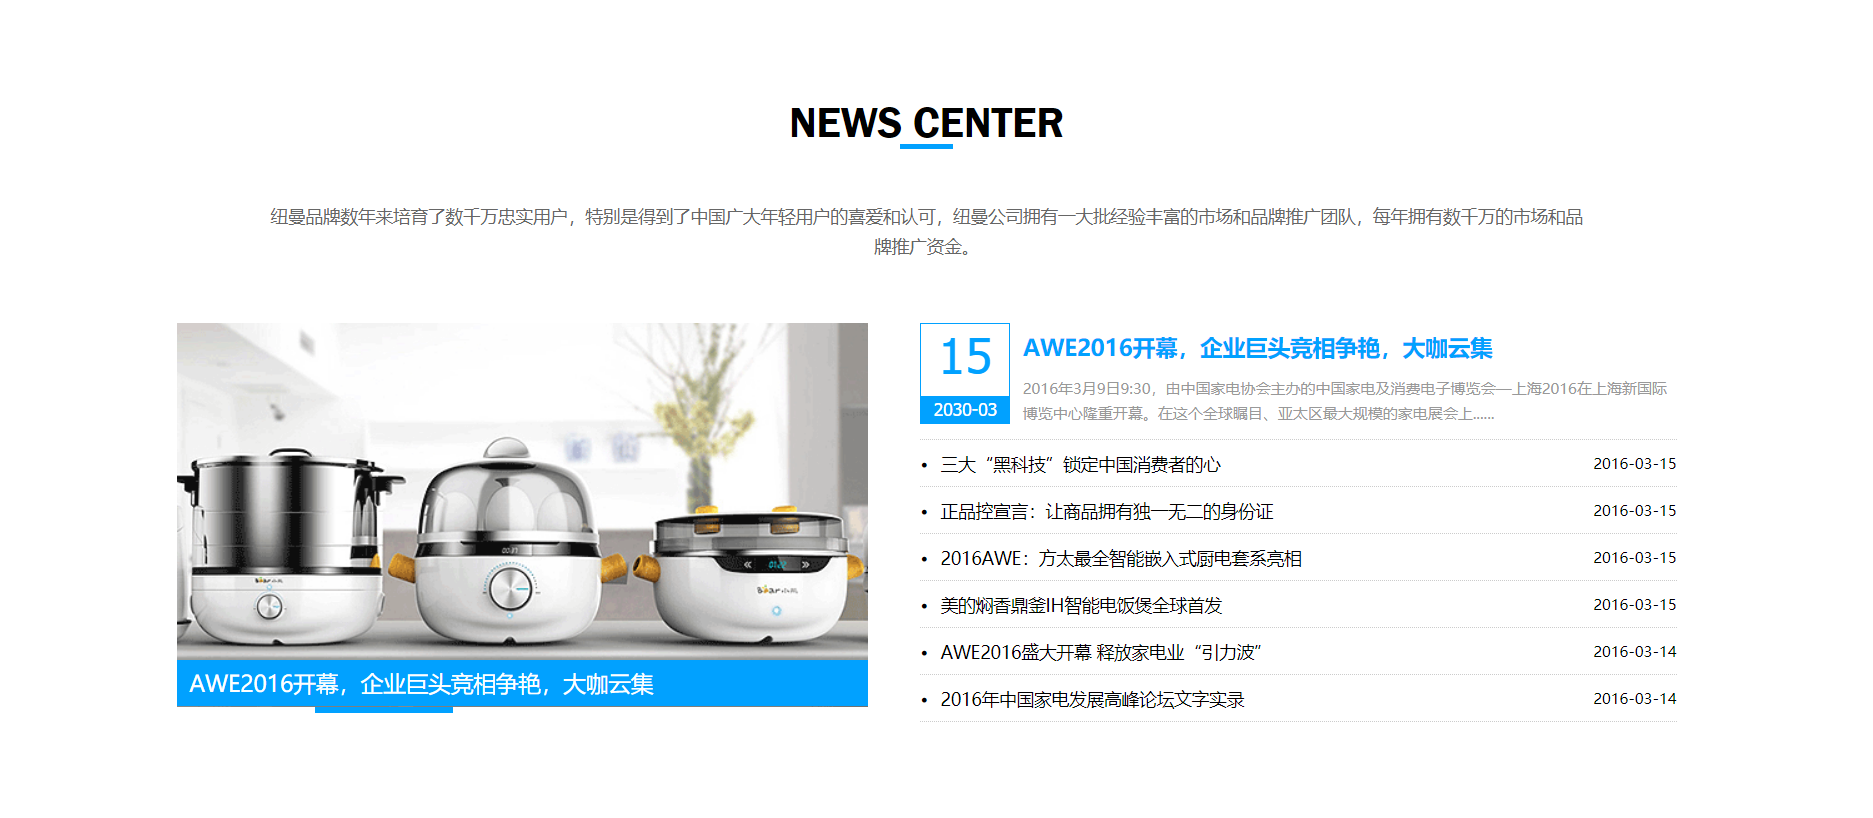 NEWS CENTER
纽曼品牌数年来培育了数千万忠实用户，特别是得到了中国广大年轻用户的喜爱和认可，纽曼公司拥有一大批经验丰富的市场和品牌推广团队，每年拥有数千万的市场和品
牌推广资金。
AWE2016开幕，企业巨头竞相争艳，大咖云集
15
2030-03
AWE2016开幕，企业巨头竞相争艳，大咖云集
2016年3月9日9:30，由中国家电协会主办的中国家电及消费电子博览会—上海2016在上海新国际
博览中心隆重开幕。在这个全球瞩目、亚太区最大规模的家电展会上......
• 三大“黑科技”锁定中国消费者的心 2016-03-15
• 正品控宣言：让商品拥有独一无二的身份证 2016-03-15
• 2016AWE：方太最全智能嵌入式厨电套系亮相 2016-03-15
• 美的焖香鼎釜IH智能电饭煲全球首发 2016-03-15
• AWE2016盛大开幕 释放家电业“引力波” 2016-03-14
• 2016年中国家电发展高峰论坛文字实录 2016-03-14